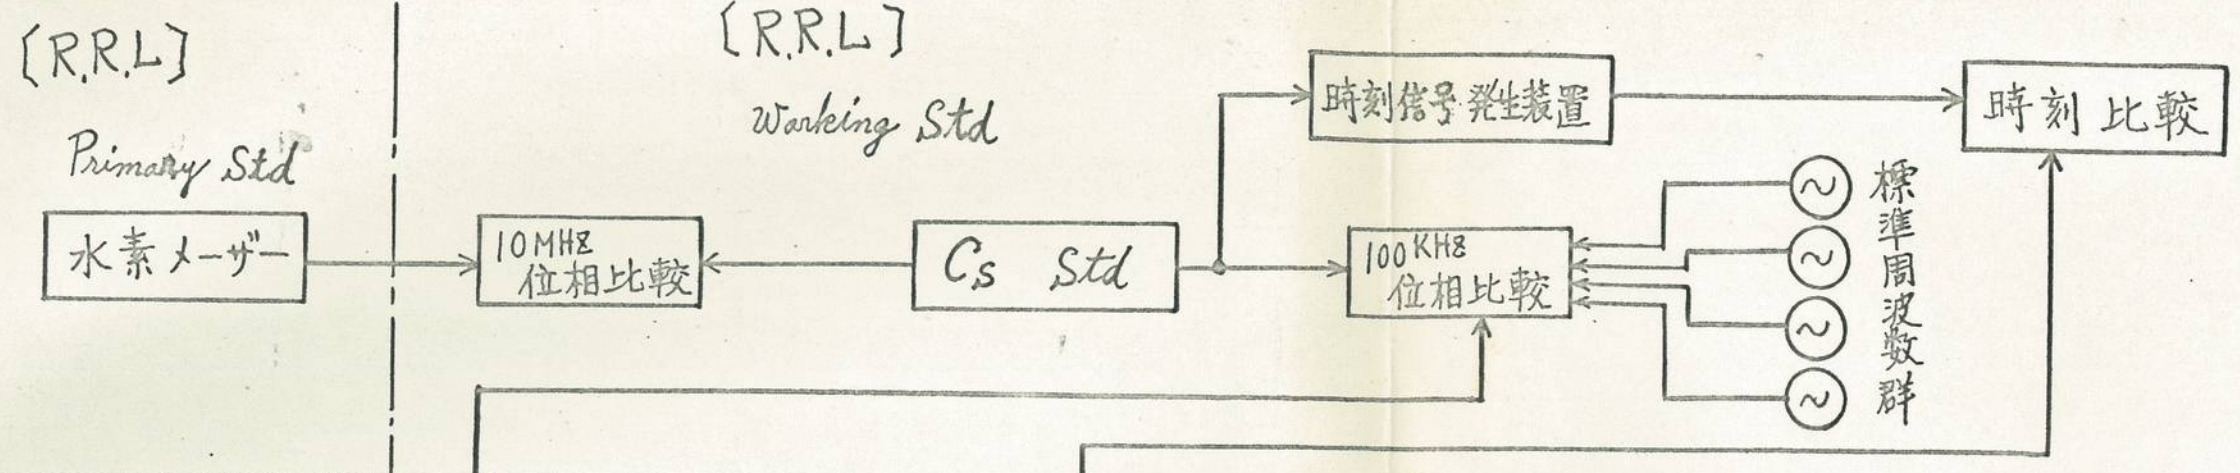 [R.R.L]
Primary Std
水素メーザー
[R.R.L]
Working Std
10MHz
位相比較
Cs Std
時刻信号発生装置
100KHz
位相比較
標準周波数群
時刻比較